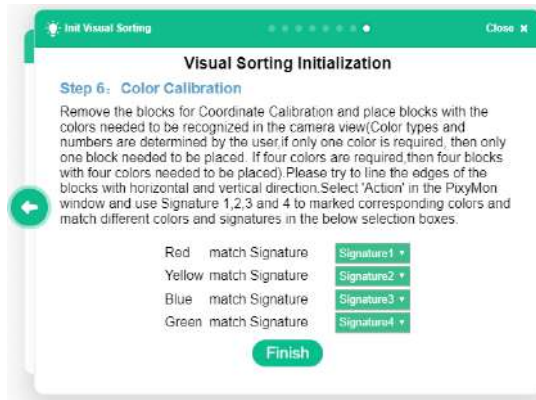 Init Visual Sorting
Close ×
Visual Sorting Initialization
Step 6：Color Calibration
Remove the blocks for Coordinate Calibration and place blocks with the
colors needed to be recognized in the camera view(Color types and
numbers are determined by the user,if only one color is required, then only
one block needed to be placed. If four colors are required,then four blocks
with four colors needed to be placed).Please try to line the edges of the
blocks with horizontal and vertical direction.Select 'Action' in the PixyMon
window and use Signature 1,2,3 and 4 to marked corresponding colors and
match different colors and signatures in the below selection boxes.
Red match Signature Signature1
Yellow match Signature Signature2
Blue match Signature Signature3
Green match Signature Signature4
Finish